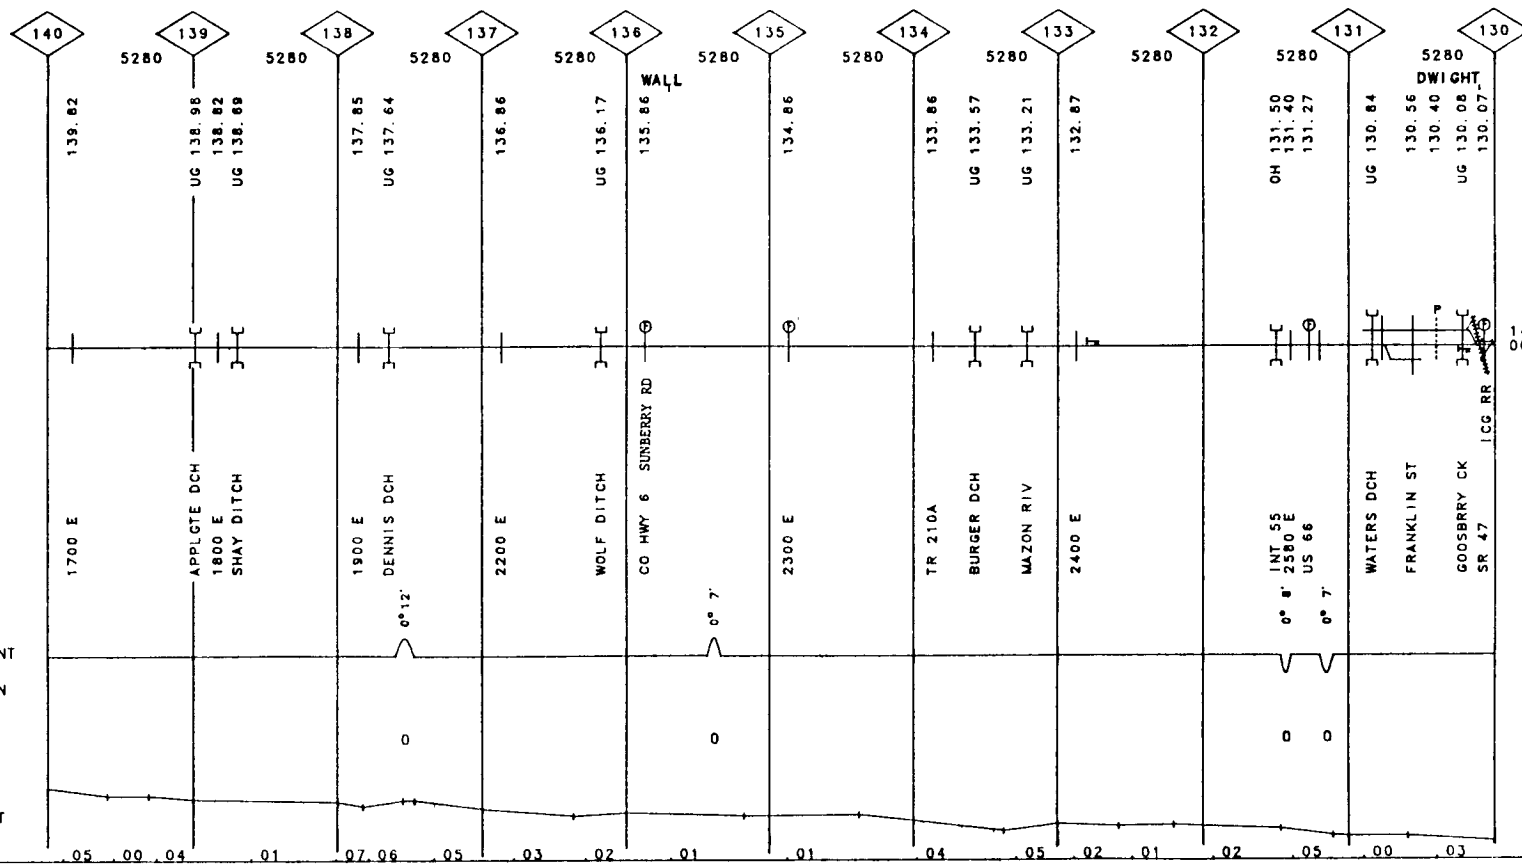 140 139 138 137 136 135 134 133 132 131 130
5280 5280 5280 5280 5280 5280 5280 5280 5280 5280
WALL
DWIGHT
139.82
UG 138.98
138.82
UG 138.69
137.85
UG 137.64
136.86
UG 136.17
135.86
134.86
133.86
UG 133.57
UG 133.21
132.87
OH 131.50
131.40
131.27
UG 130.84
130.56
130.40
UG 130.08
130.07
F
F
F
P
F
1700 E
APPLGTE DCH
1800 E
SHAY DITCH
1900 E
DENNIS DCH
2200 E
WOLF DITCH
CO HWY 6 SUNBERRY RD
2300 E
TR 210A
BURGER DCH
MAZON RIV
2400 E
INT 55
2580 E
US 66
WATERS DCH
FRANKLIN ST
GOOSBRRY CK
SR 47
ICG RR
0° 12'
0° 7'
0° 8'
0° 7'
NT
N
0 0 0 0
T
.05 .00 .04 .01 .07 .06 .05 .03 .02 .01 .01 .04 .05 .02 .01 .02 .05 .00 .03